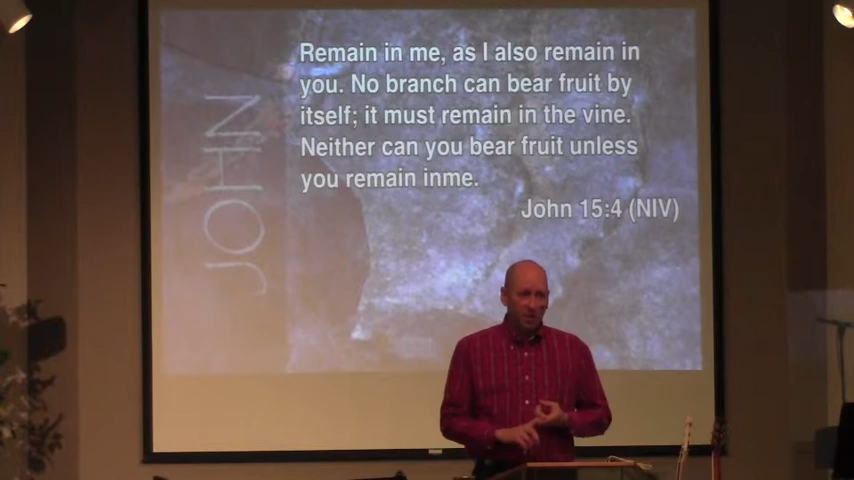 JOHN
Remain in me, as I also remain in
you. No branch can bear fruit by
itself; it must remain in the vine.
Neither can you bear fruit unless
you remain inme.
John 15:4 (NIV)